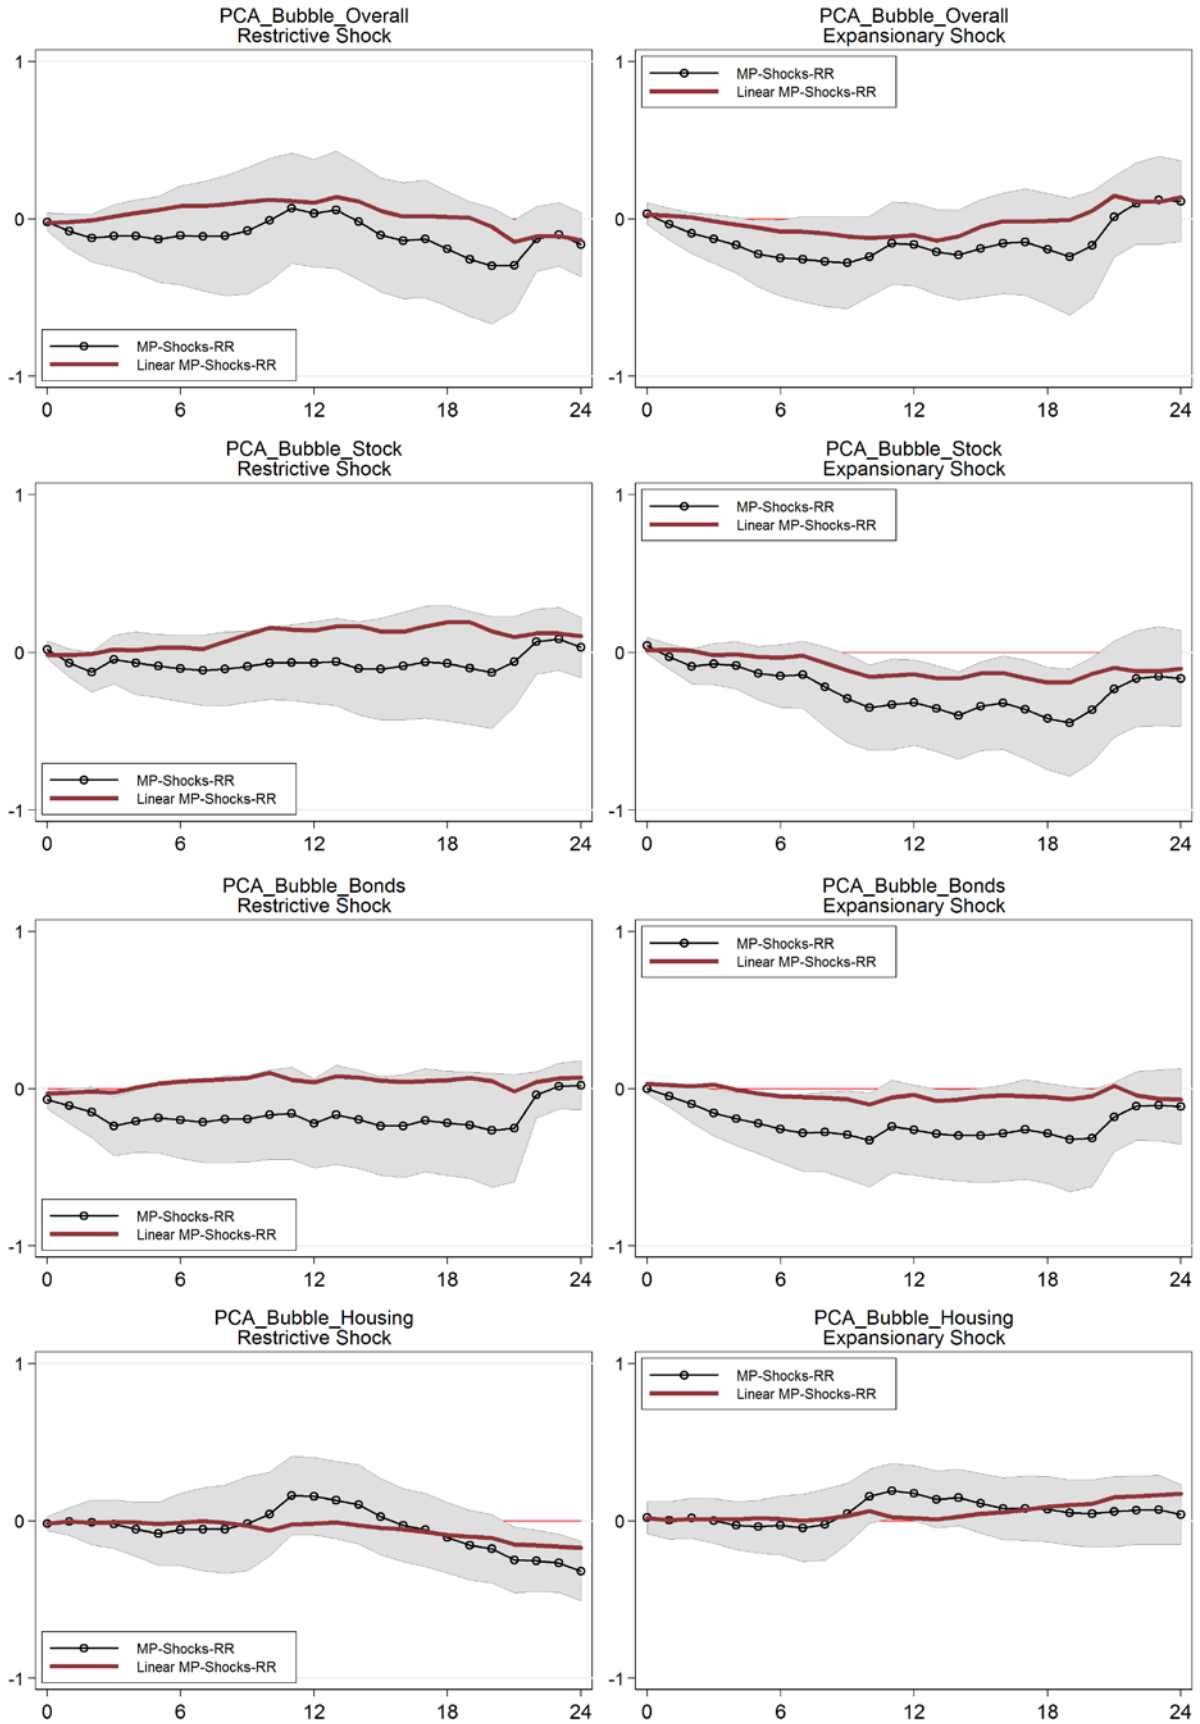 PCA_Bubble_Overall
Restrictive Shock
1
0
-1
MP-Shocks-RR
Linear MP-Shocks-RR
0 6 12 18 24
PCA_Bubble_Overall
Expansionary Shock
1
0
-1
MP-Shocks-RR
Linear MP-Shocks-RR
0 6 12 18 24
PCA_Bubble_Stock
Restrictive Shock
1
0
-1
MP-Shocks-RR
Linear MP-Shocks-RR
0 6 12 18 24
PCA_Bubble_Stock
Expansionary Shock
1
0
-1
MP-Shocks-RR
Linear MP-Shocks-RR
0 6 12 18 24
PCA_Bubble_Bonds
Restrictive Shock
1
0
-1
MP-Shocks-RR
Linear MP-Shocks-RR
0 6 12 18 24
PCA_Bubble_Bonds
Expansionary Shock
1
0
-1
MP-Shocks-RR
Linear MP-Shocks-RR
0 6 12 18 24
PCA_Bubble_Housing
Restrictive Shock
1
0
-1
MP-Shocks-RR
Linear MP-Shocks-RR
0 6 12 18 24
PCA_Bubble_Housing
Expansionary Shock
1
0
-1
MP-Shocks-RR
Linear MP-Shocks-RR
0 6 12 18 24